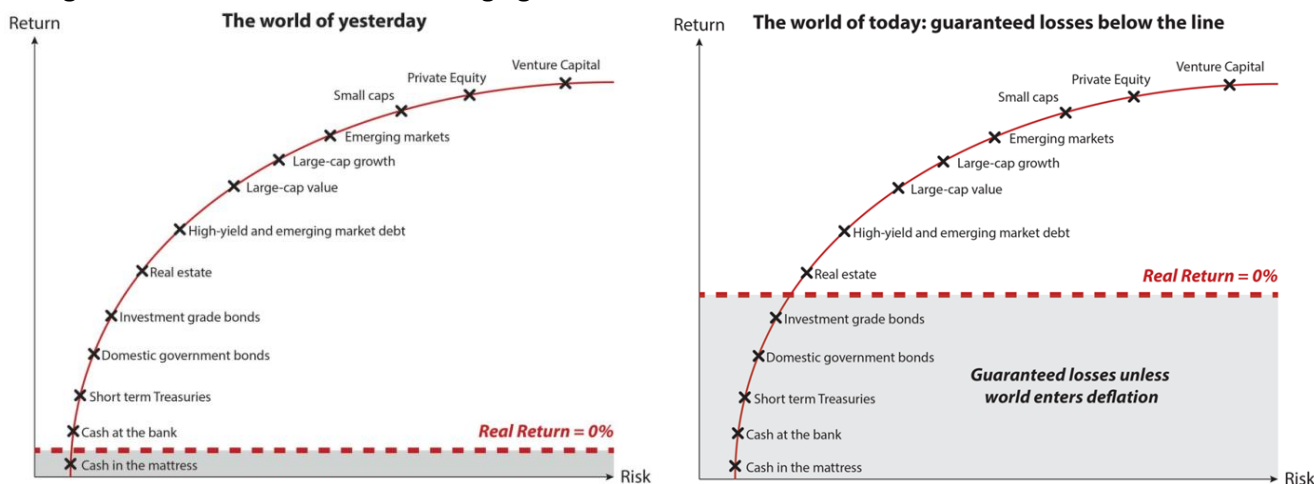 The world of yesterday
Return
Venture Capital
Private Equity
Small caps
Emerging markets
Large-cap growth
Large-cap value
High-yield and emerging market debt
Real estate
Investment grade bonds
Domestic government bonds
Short term Treasuries
Cash at the bank
Real Return = 0%
Cash in the mattress
Risk
The world of today: guaranteed losses below the line
Return
Venture Capital
Private Equity
Small caps
Emerging markets
Large-cap growth
Large-cap value
High-yield and emerging market debt
Real estate
Real Return = 0%
Investment grade bonds
Domestic government bonds
Guaranteed losses unless
world enters deflation
Short term Treasuries
Cash at the bank
Cash in the mattress
Risk